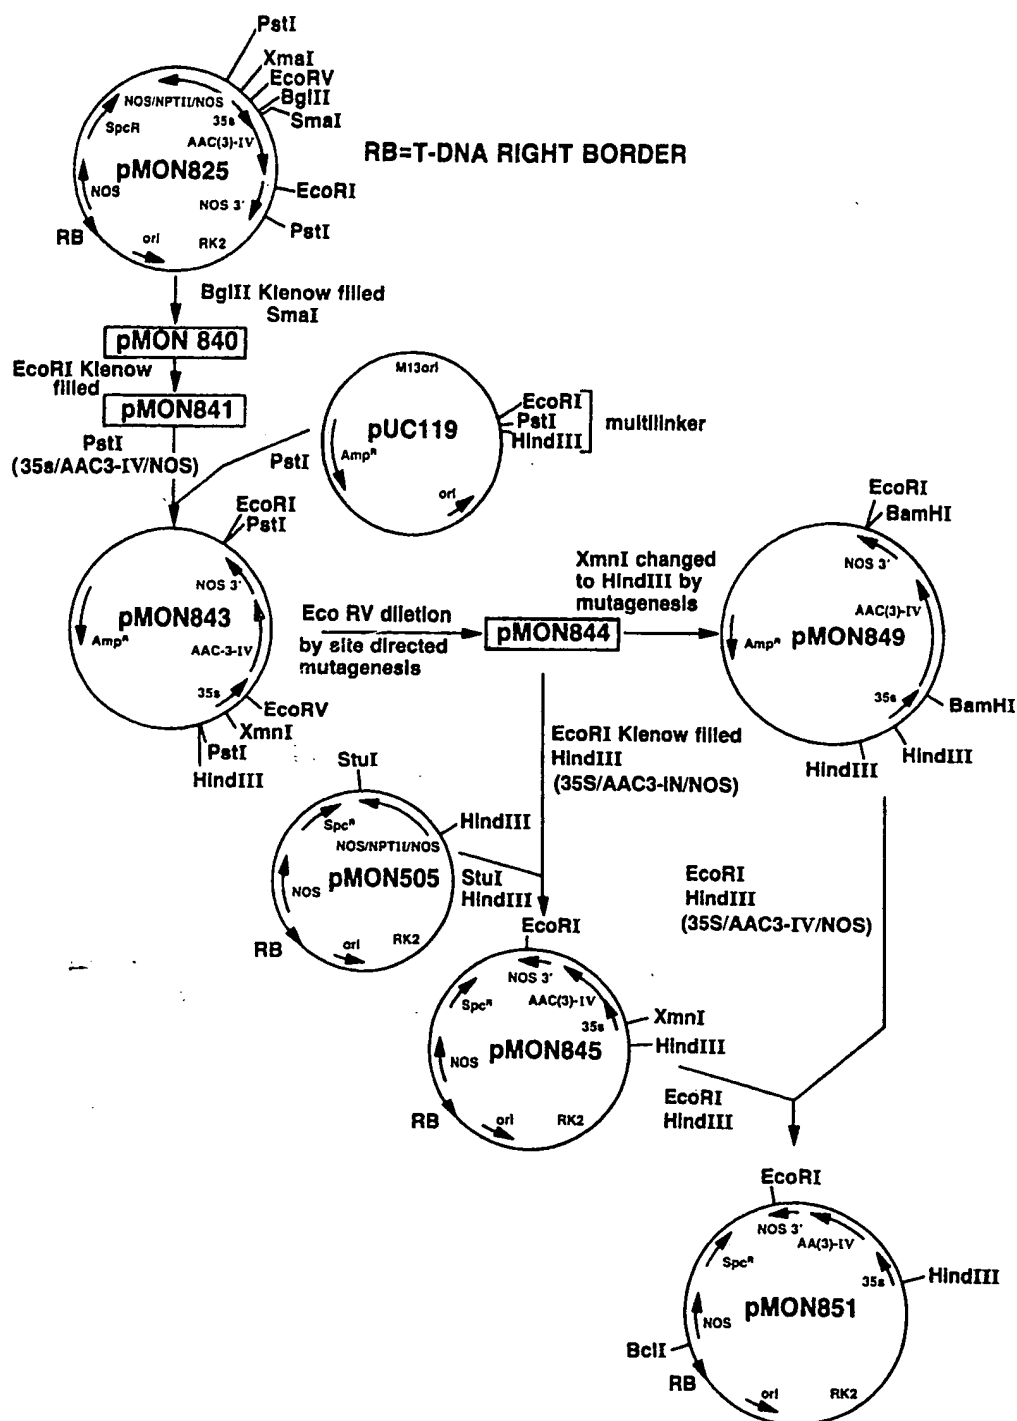 PstI
XmaI
EcoRV
BglII
SmaI
NOS/NPTII/NOS
35s
SpcR
AAC(3)-IV
pMON825
RB=T-DNA RIGHT BORDER
NOS
EcoRI
NOS 3'
PstI
RB
ori
RK2
BglII Klenow filled
SmaI
pMON 840
EcoRI Klenow
filled
pMON841
M13ori
EcoRI
PstI
HindIII
multilinker
pUC119
AmpR
ori
PstI
(35s/AAC3-IV/NOS)
PstI
EcoRI
PstI
NOS 3'
pMON843
AmpR
AAC-3-IV
35s
EcoRV
XmnI
PstI
HindIII
Eco RV diletion
by site directed
mutagenesis
pMON844
XmnI changed
to HindIII by
mutagenesis
EcoRI
BamHI
NOS 3'
AAC(3)-IV
pMON849
AmpR
35s
BamHI
HindIII
HindIII
EcoRI Klenow filled
HindIII
(35S/AAC3-IN/NOS)
StuI
SpcR
HindIII
NOS/NPTII/NOS
pMON505
NOS
RB
ori
RK2
StuI
HindIII
EcoRI
HindIII
(35S/AAC3-IV/NOS)
EcoRI
NOS 3'
SpcR
AAC(3)-IV
35s
XmnI
HindIII
pMON845
NOS
RB
ori
RK2
EcoRI
HindIII
EcoRI
NOS 3'
AA(3)-IV
SpcR
35s
HindIII
pMON851
NOS
BclI
RB
ori
RK2